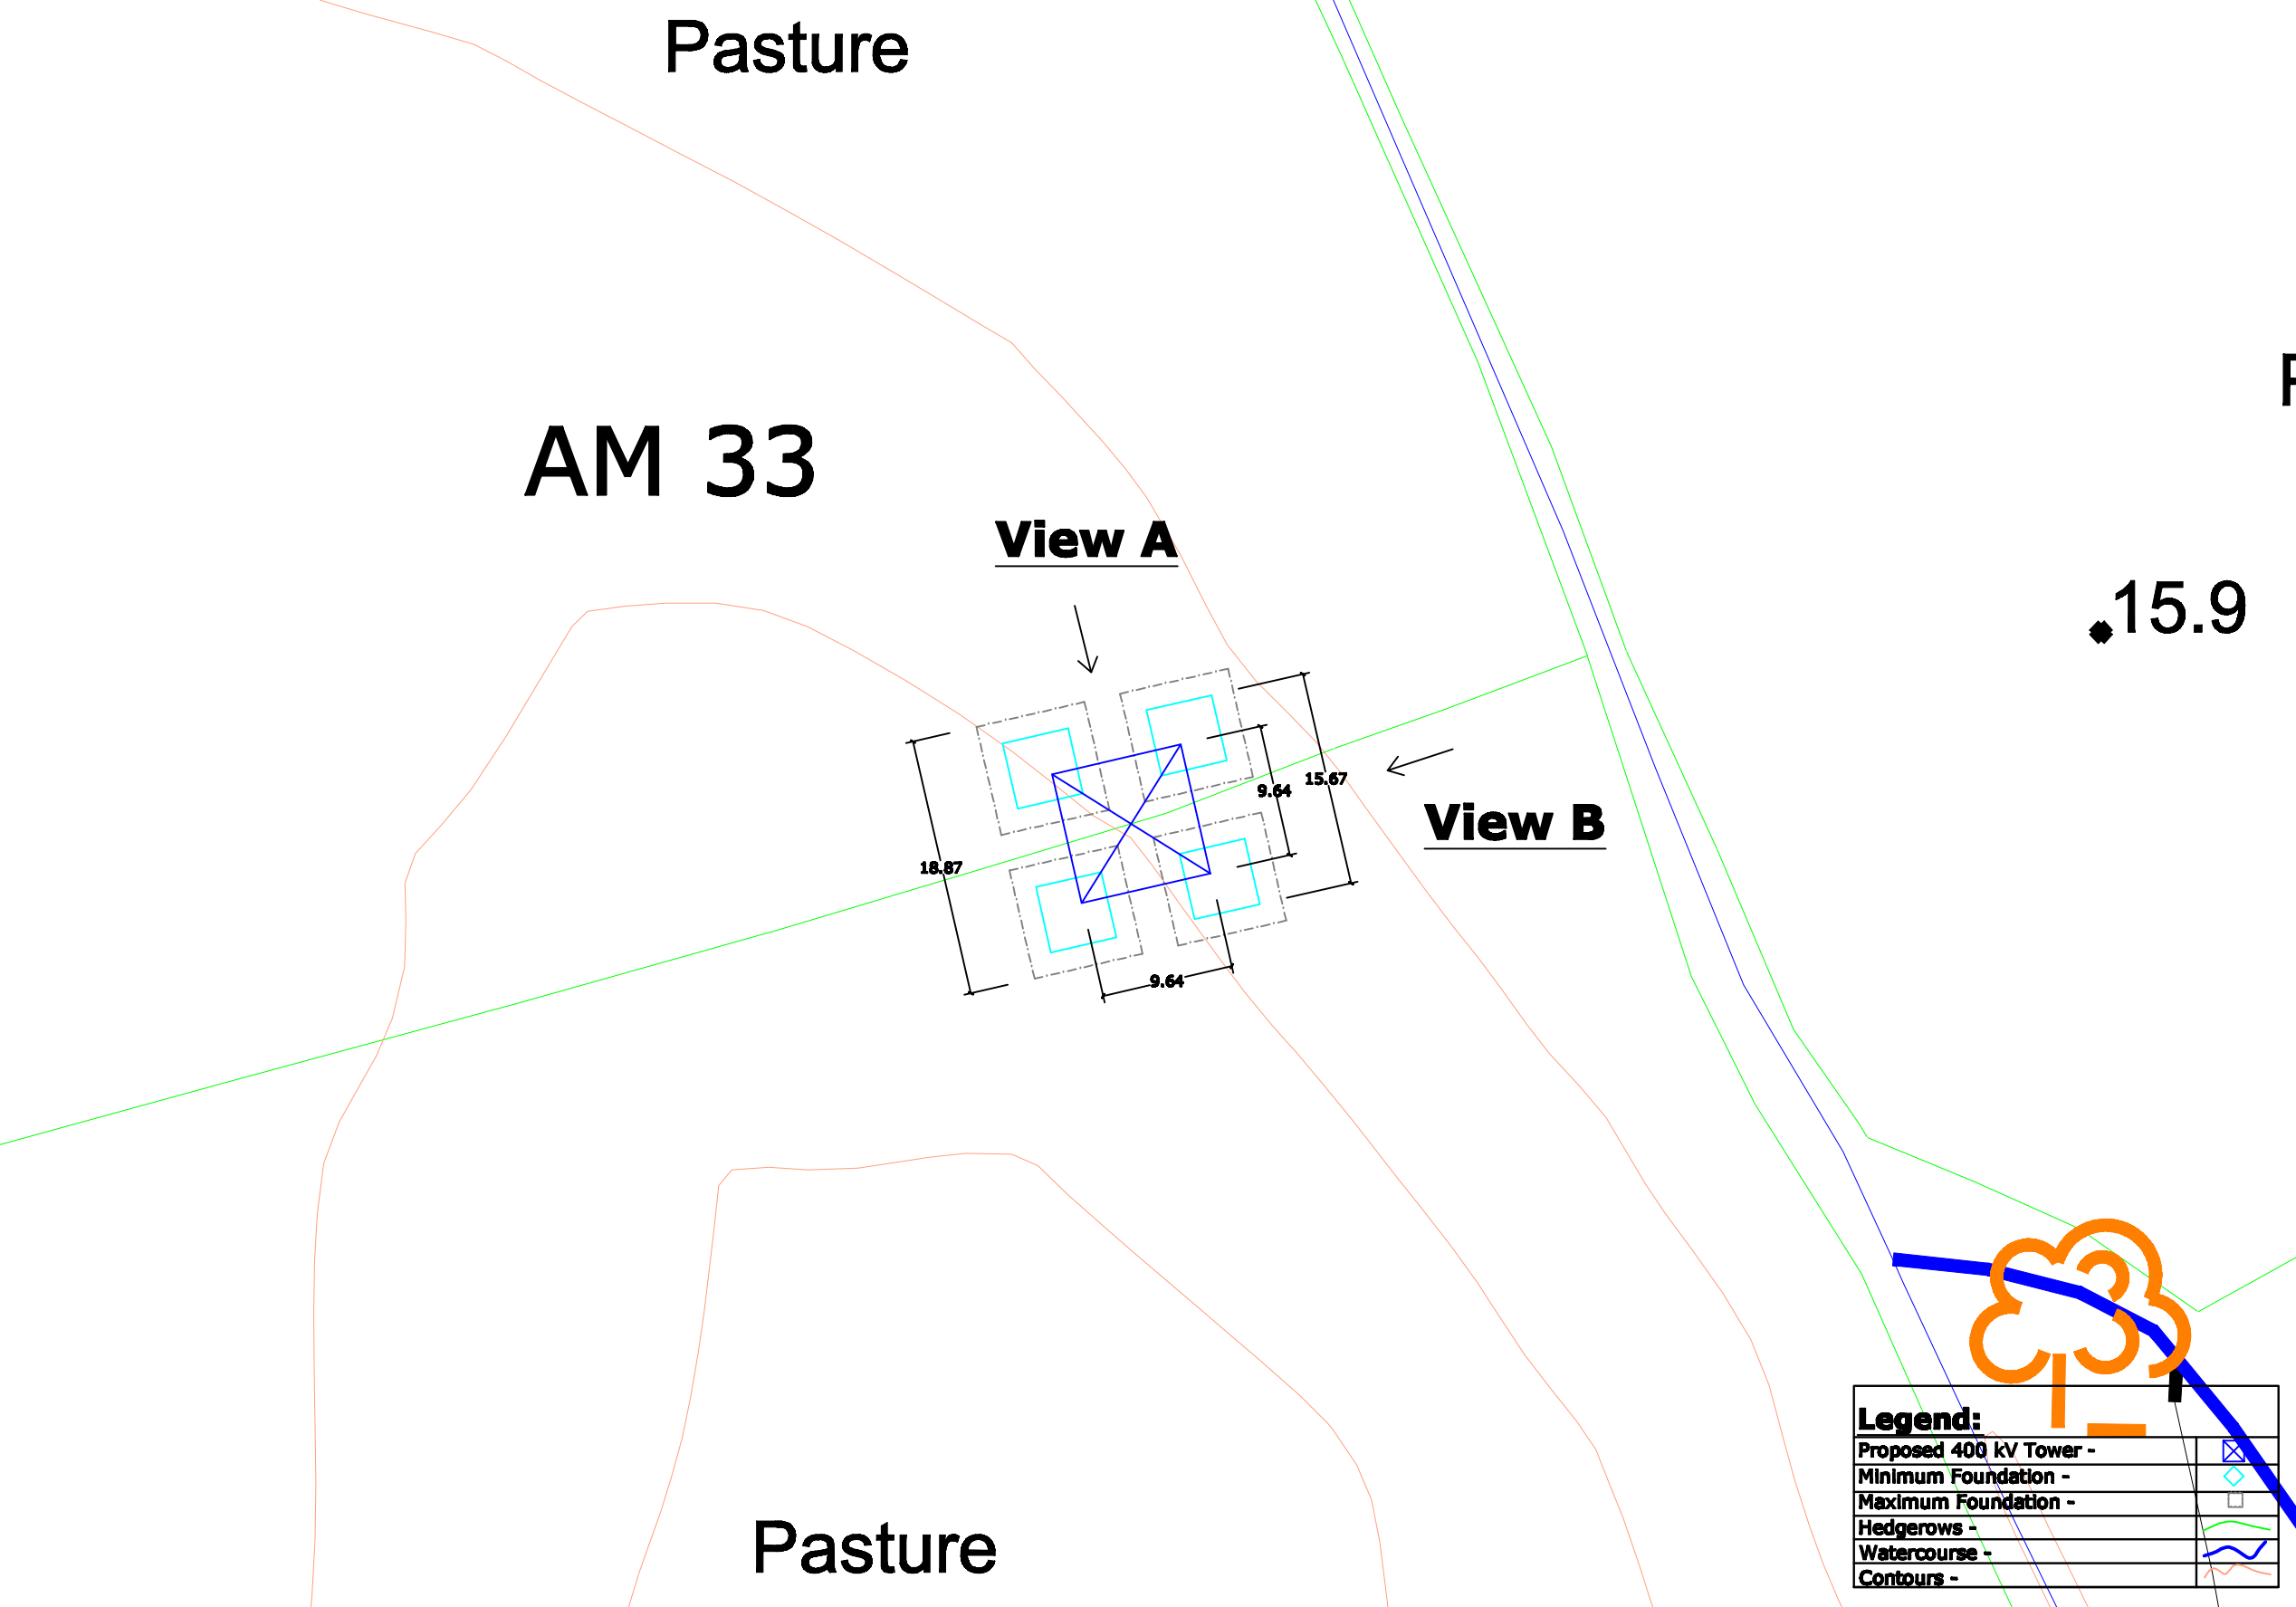 Pasture
AM 33
View A
15.9
15.67
9.64
View B
18.87
9.64
Legend:
Proposed 400 kV Tower -
Minimum Foundation -
Maximum Foundation -
Hedgerows -
Watercourse -
Contours -
Pasture